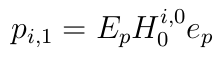 $p_{i,1} = E_p H_0^{i,0} e_p$